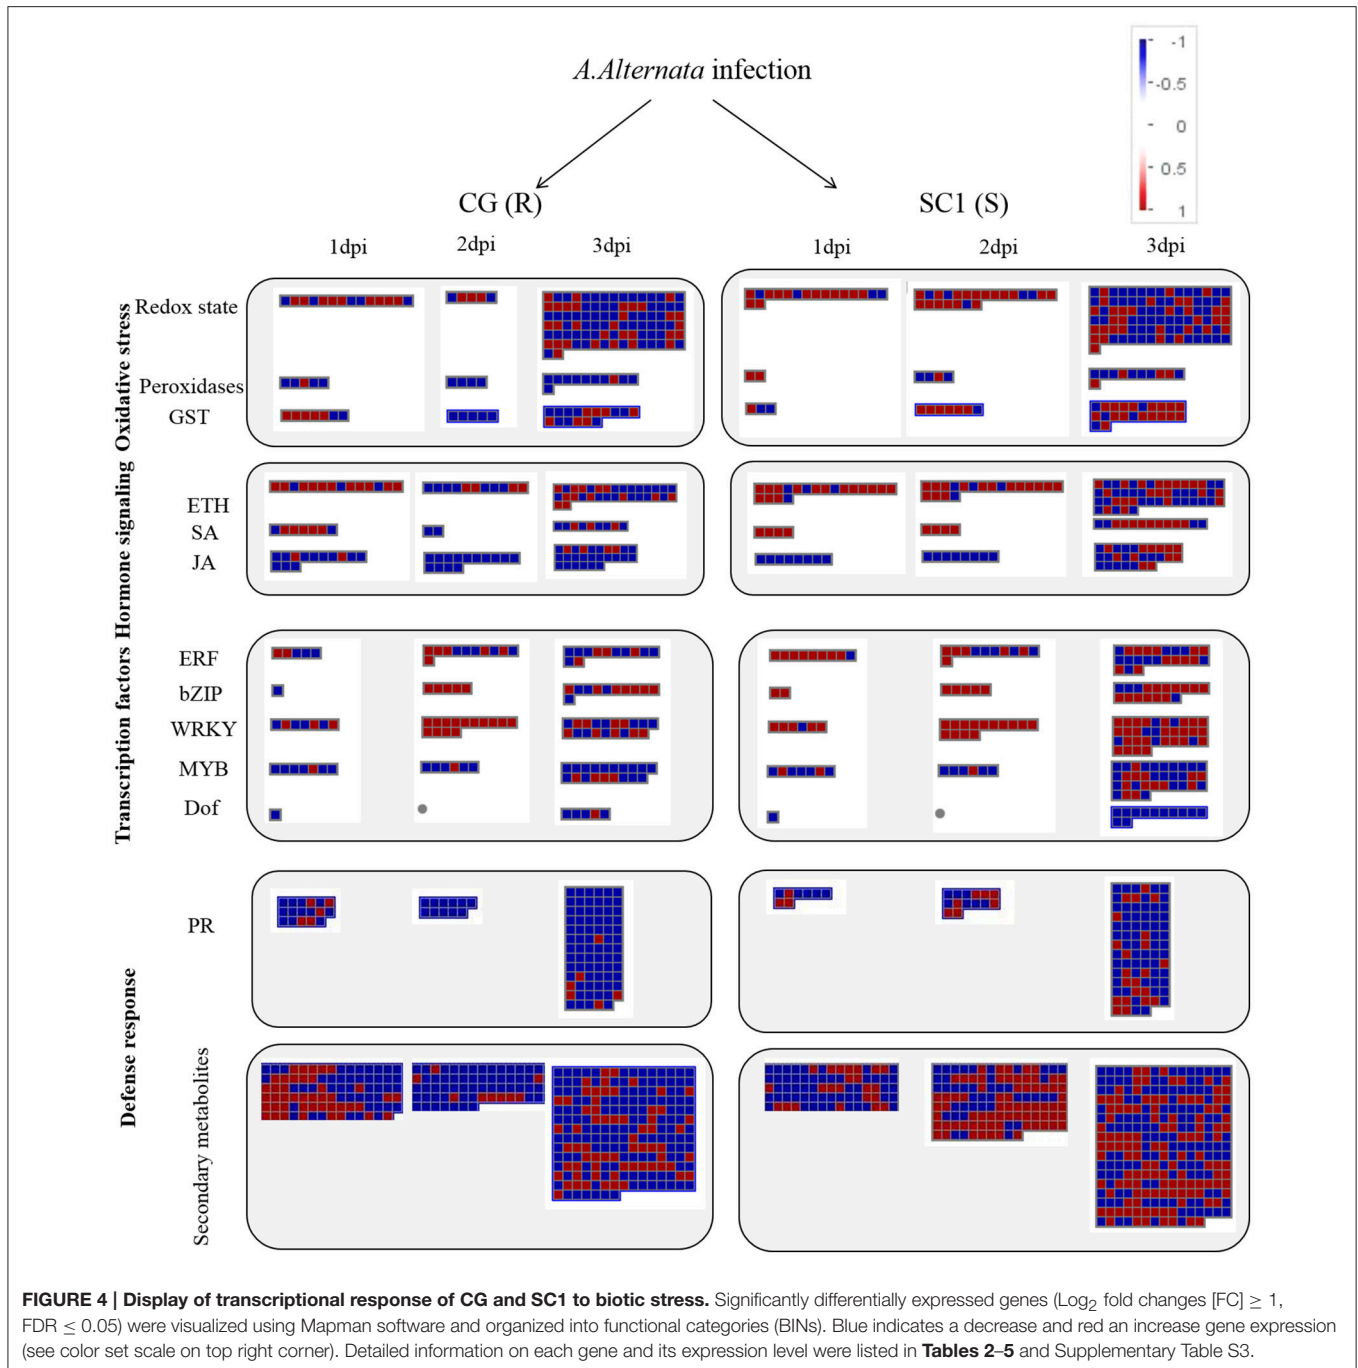 -1
-0.5
0
0.5
1
A.Alternata infection
CG (R)
SC1 (S)
1dpi 2dpi 3dpi 1dpi 2dpi 3dpi
Oxidative stress
Redox state
Peroxidases
GST
Hormone signaling
ETH
SA
JA
Transcription factors
ERF
bZIP
WRKY
MYB
Dof
Defense response
PR
Secondary metabolites
FIGURE 4 | Display of transcriptional response of CG and SC1 to biotic stress. Significantly differentially expressed genes (Log2 fold changes [FC] ≥ 1,
FDR ≤ 0.05) were visualized using Mapman software and organized into functional categories (BINs). Blue indicates a decrease and red an increase gene expression
(see color set scale on top right corner). Detailed information on each gene and its expression level were listed in Tables 2–5 and Supplementary Table S3.